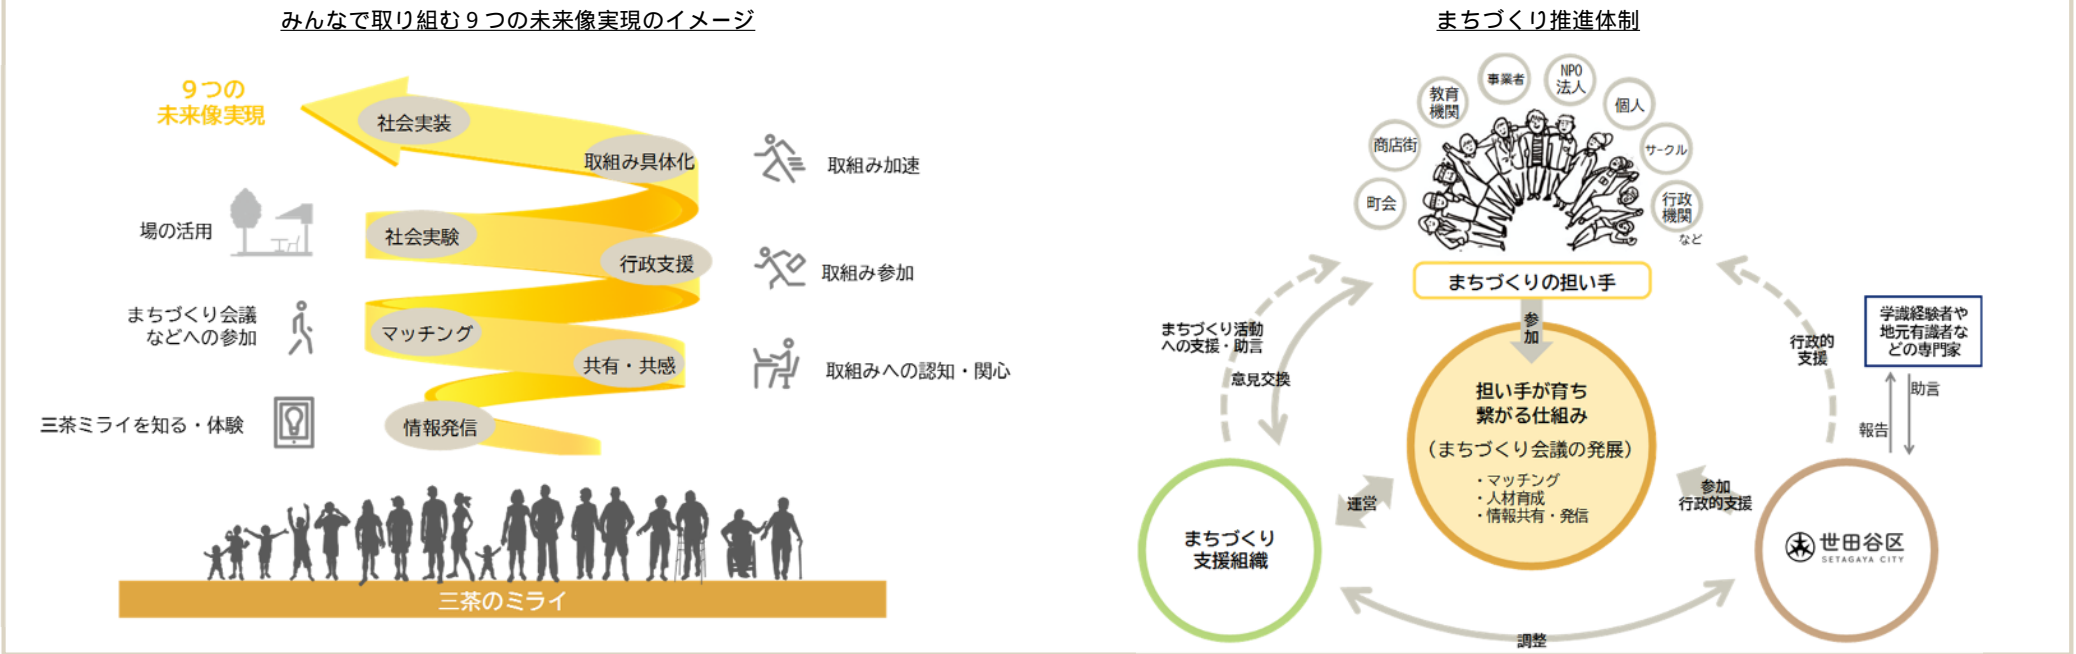 みんなで取り組む９つの未来像実現のイメージ
９つの
未来像実現
社会実装
取組み具体化
取組み加速
場の活用
社会実験
行政支援
取組み参加
まちづくり会議
などへの参加
マッチング
共有・共感
取組みへの認知・関心
三茶ミライを知る・体験
情報発信
三茶のミライ
まちづくり推進体制
町会
商店街
教育
機関
事業者
NPO
法人
個人
サークル
行政
機関
など
まちづくりの担い手
参
加
まちづくり活動
への支援・助言
意見交換
担い手が育ち
繋がる仕組み
（まちづくり会議の発展）
・マッチング
・人材育成
・情報共有・発信
行政的
支援
学識経験者や
地元有識者な
どの専門家
助言
報告
運営
参加
行政的支援
まちづくり
支援組織
世田谷区
SETAGAYA CITY
調整